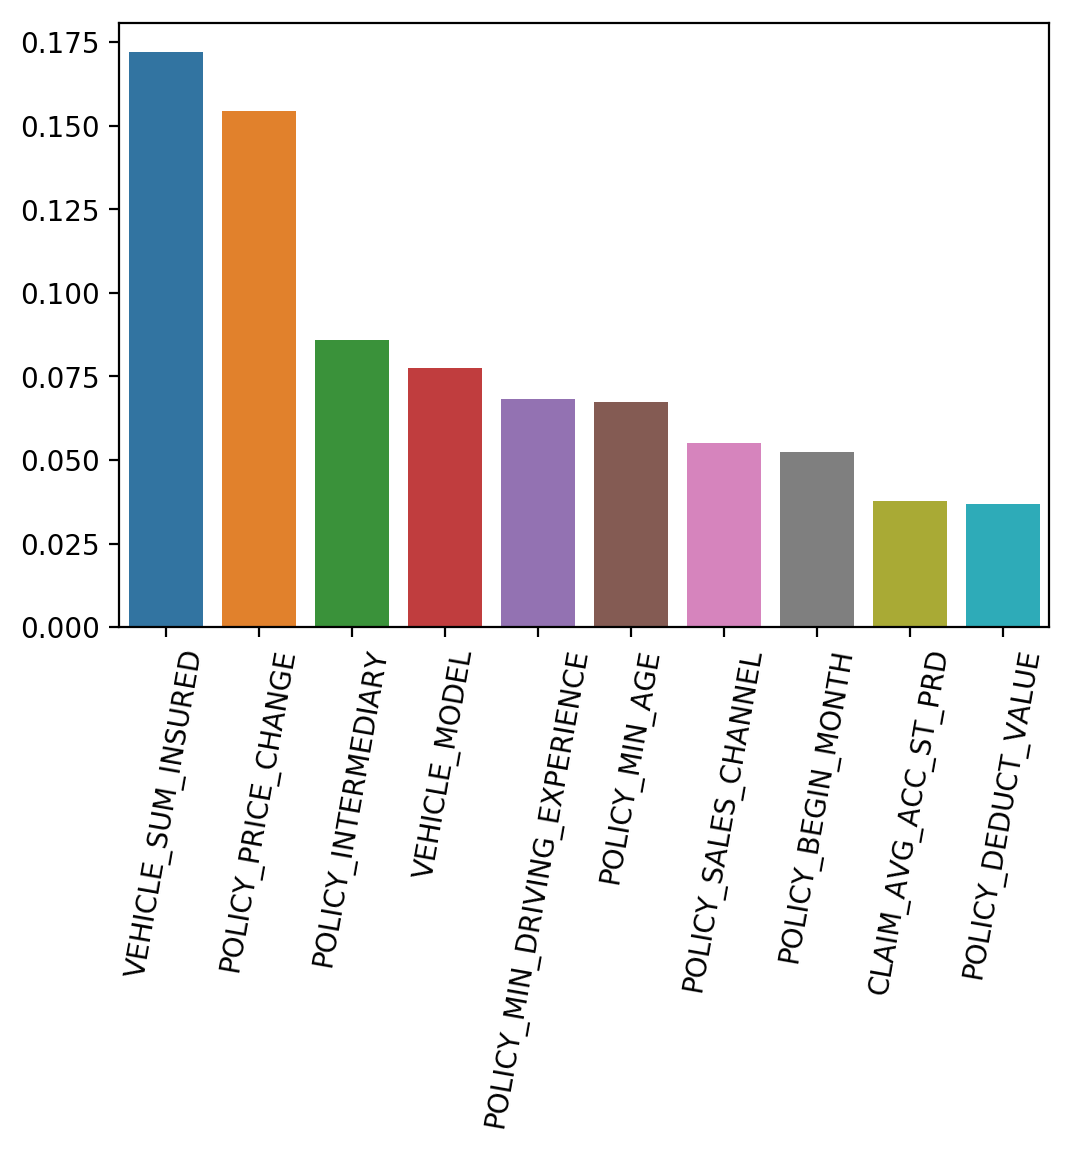 0.175
0.150
0.125
0.100
0.075
0.050
0.025
0.000
VEHICLE_SUM_INSURED
POLICY_PRICE_CHANGE
POLICY_INTERMEDIARY
VEHICLE_MODEL
POLICY_MIN_DRIVING_EXPERIENCE
POLICY_MIN_AGE
POLICY_SALES_CHANNEL
POLICY_BEGIN_MONTH
CLAIM_AVG_ACC_ST_PRD
POLICY_DEDUCT_VALUE